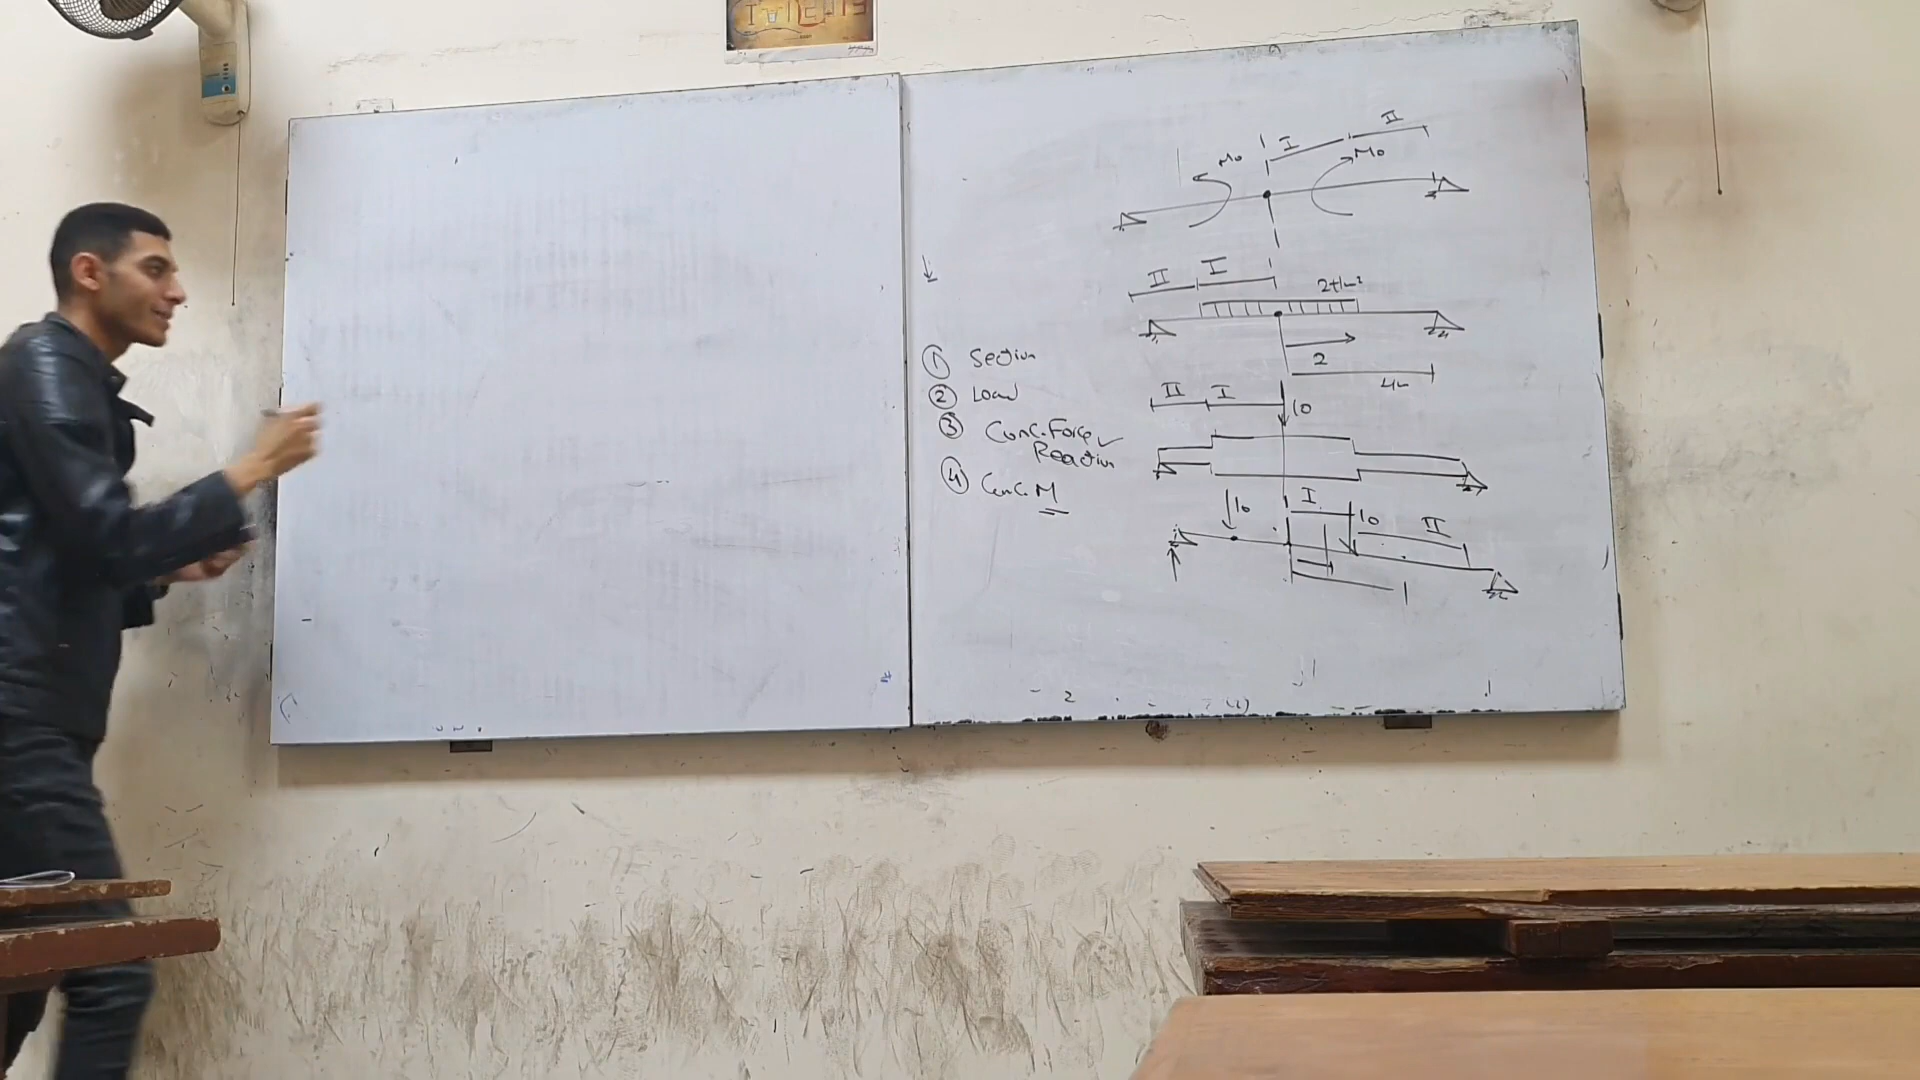 ① Section
② Load
③ Conc. Force
Reaction
④ Conc. M
I
II
Mo
Mo
II
I
2t/m²
2
4m
II
I
10
10
I
10
II